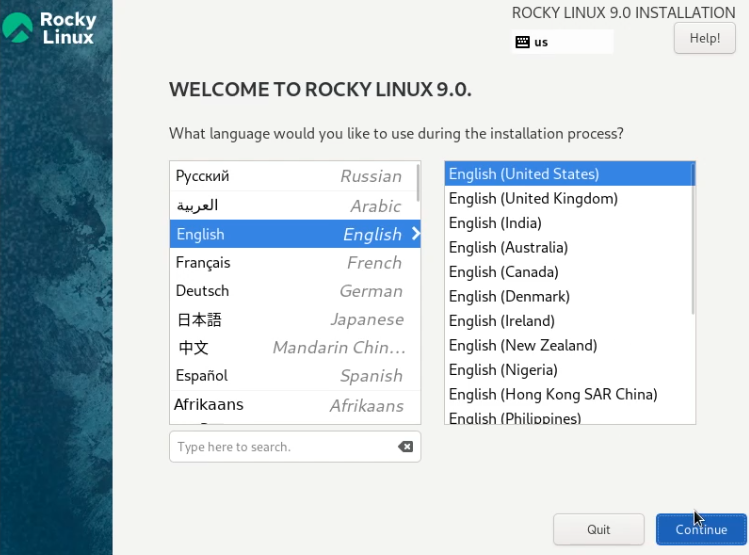 Rocky
Linux
ROCKY LINUX 9.0 INSTALLATION
us
Help!
WELCOME TO ROCKY LINUX 9.0.
What language would you like to use during the installation process?
Русский Russian
العربية Arabic
English English
Français French
Deutsch German
日本語 Japanese
中文 Mandarin Chin…
Español Spanish
Afrikaans Afrikaans
English (United States)
English (United Kingdom)
English (India)
English (Australia)
English (Canada)
English (Denmark)
English (Ireland)
English (New Zealand)
English (Nigeria)
English (Hong Kong SAR China)
English (Philippines)
Type here to search.
Quit
Continue